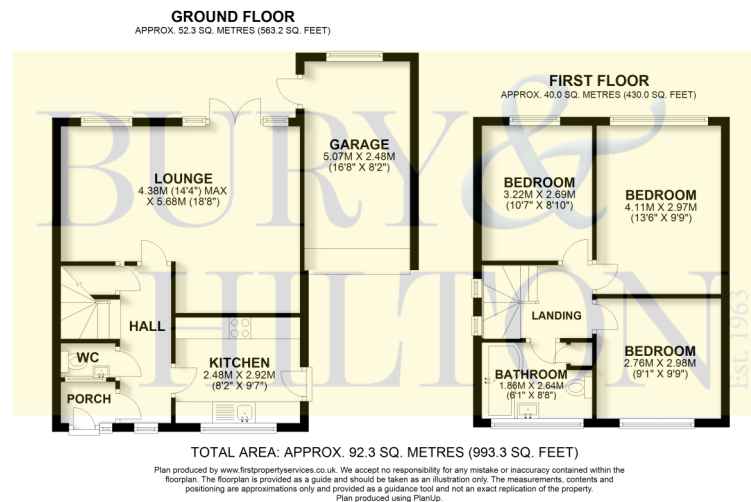 GROUND FLOOR
APPROX. 52.3 SQ. METRES (563.2 SQ. FEET)
FIRST FLOOR
APPROX. 40.0 SQ. METRES (430.0 SQ. FEET)
BURY &
HILTON
Est. 1963
GARAGE
5.07M X 2.48M
(16'8" X 8'2")
LOUNGE
4.38M (14'4") MAX
X 5.68M (18'8")
HALL
WC
PORCH
KITCHEN
2.48M X 2.92M
(8'2" X 9'7")
BEDROOM
3.22M X 2.69M
(10'7" X 8'10")
BEDROOM
4.11M X 2.97M
(13'6" X 9'9")
LANDING
BATHROOM
1.86M X 2.64M
(6'1" X 8'8")
BEDROOM
2.76M X 2.98M
(9'1" X 9'9")
TOTAL AREA: APPROX. 92.3 SQ. METRES (993.3 SQ. FEET)
Plan produced by www.firstpropertyservices.co.uk. We accept no responsibility for any mistake or inaccuracy contained within the
floorplan. The floorplan is provided as a guide and should be taken as an illustration only. The measurements, contents and
positioning are approximations only and provided as a guidance tool and not an exact replication of the property.
Plan produced using PlanUp.